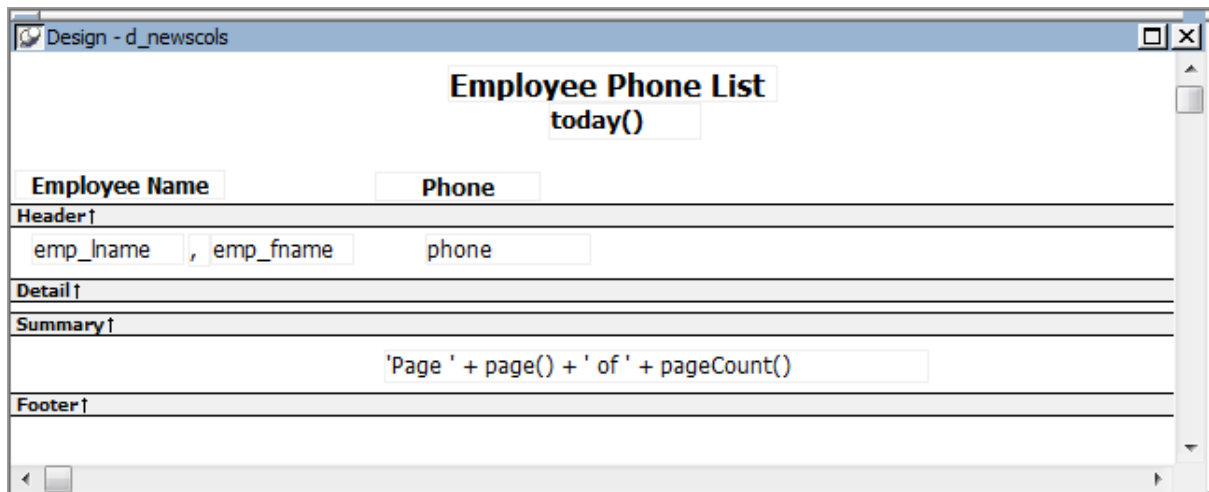 Design - d_newscols
Employee Phone List
today()
Employee Name Phone
Header↑
emp_lname , emp_fname phone
Detail↑
Summary↑
'Page ' + page() + ' of ' + pageCount()
Footer↑